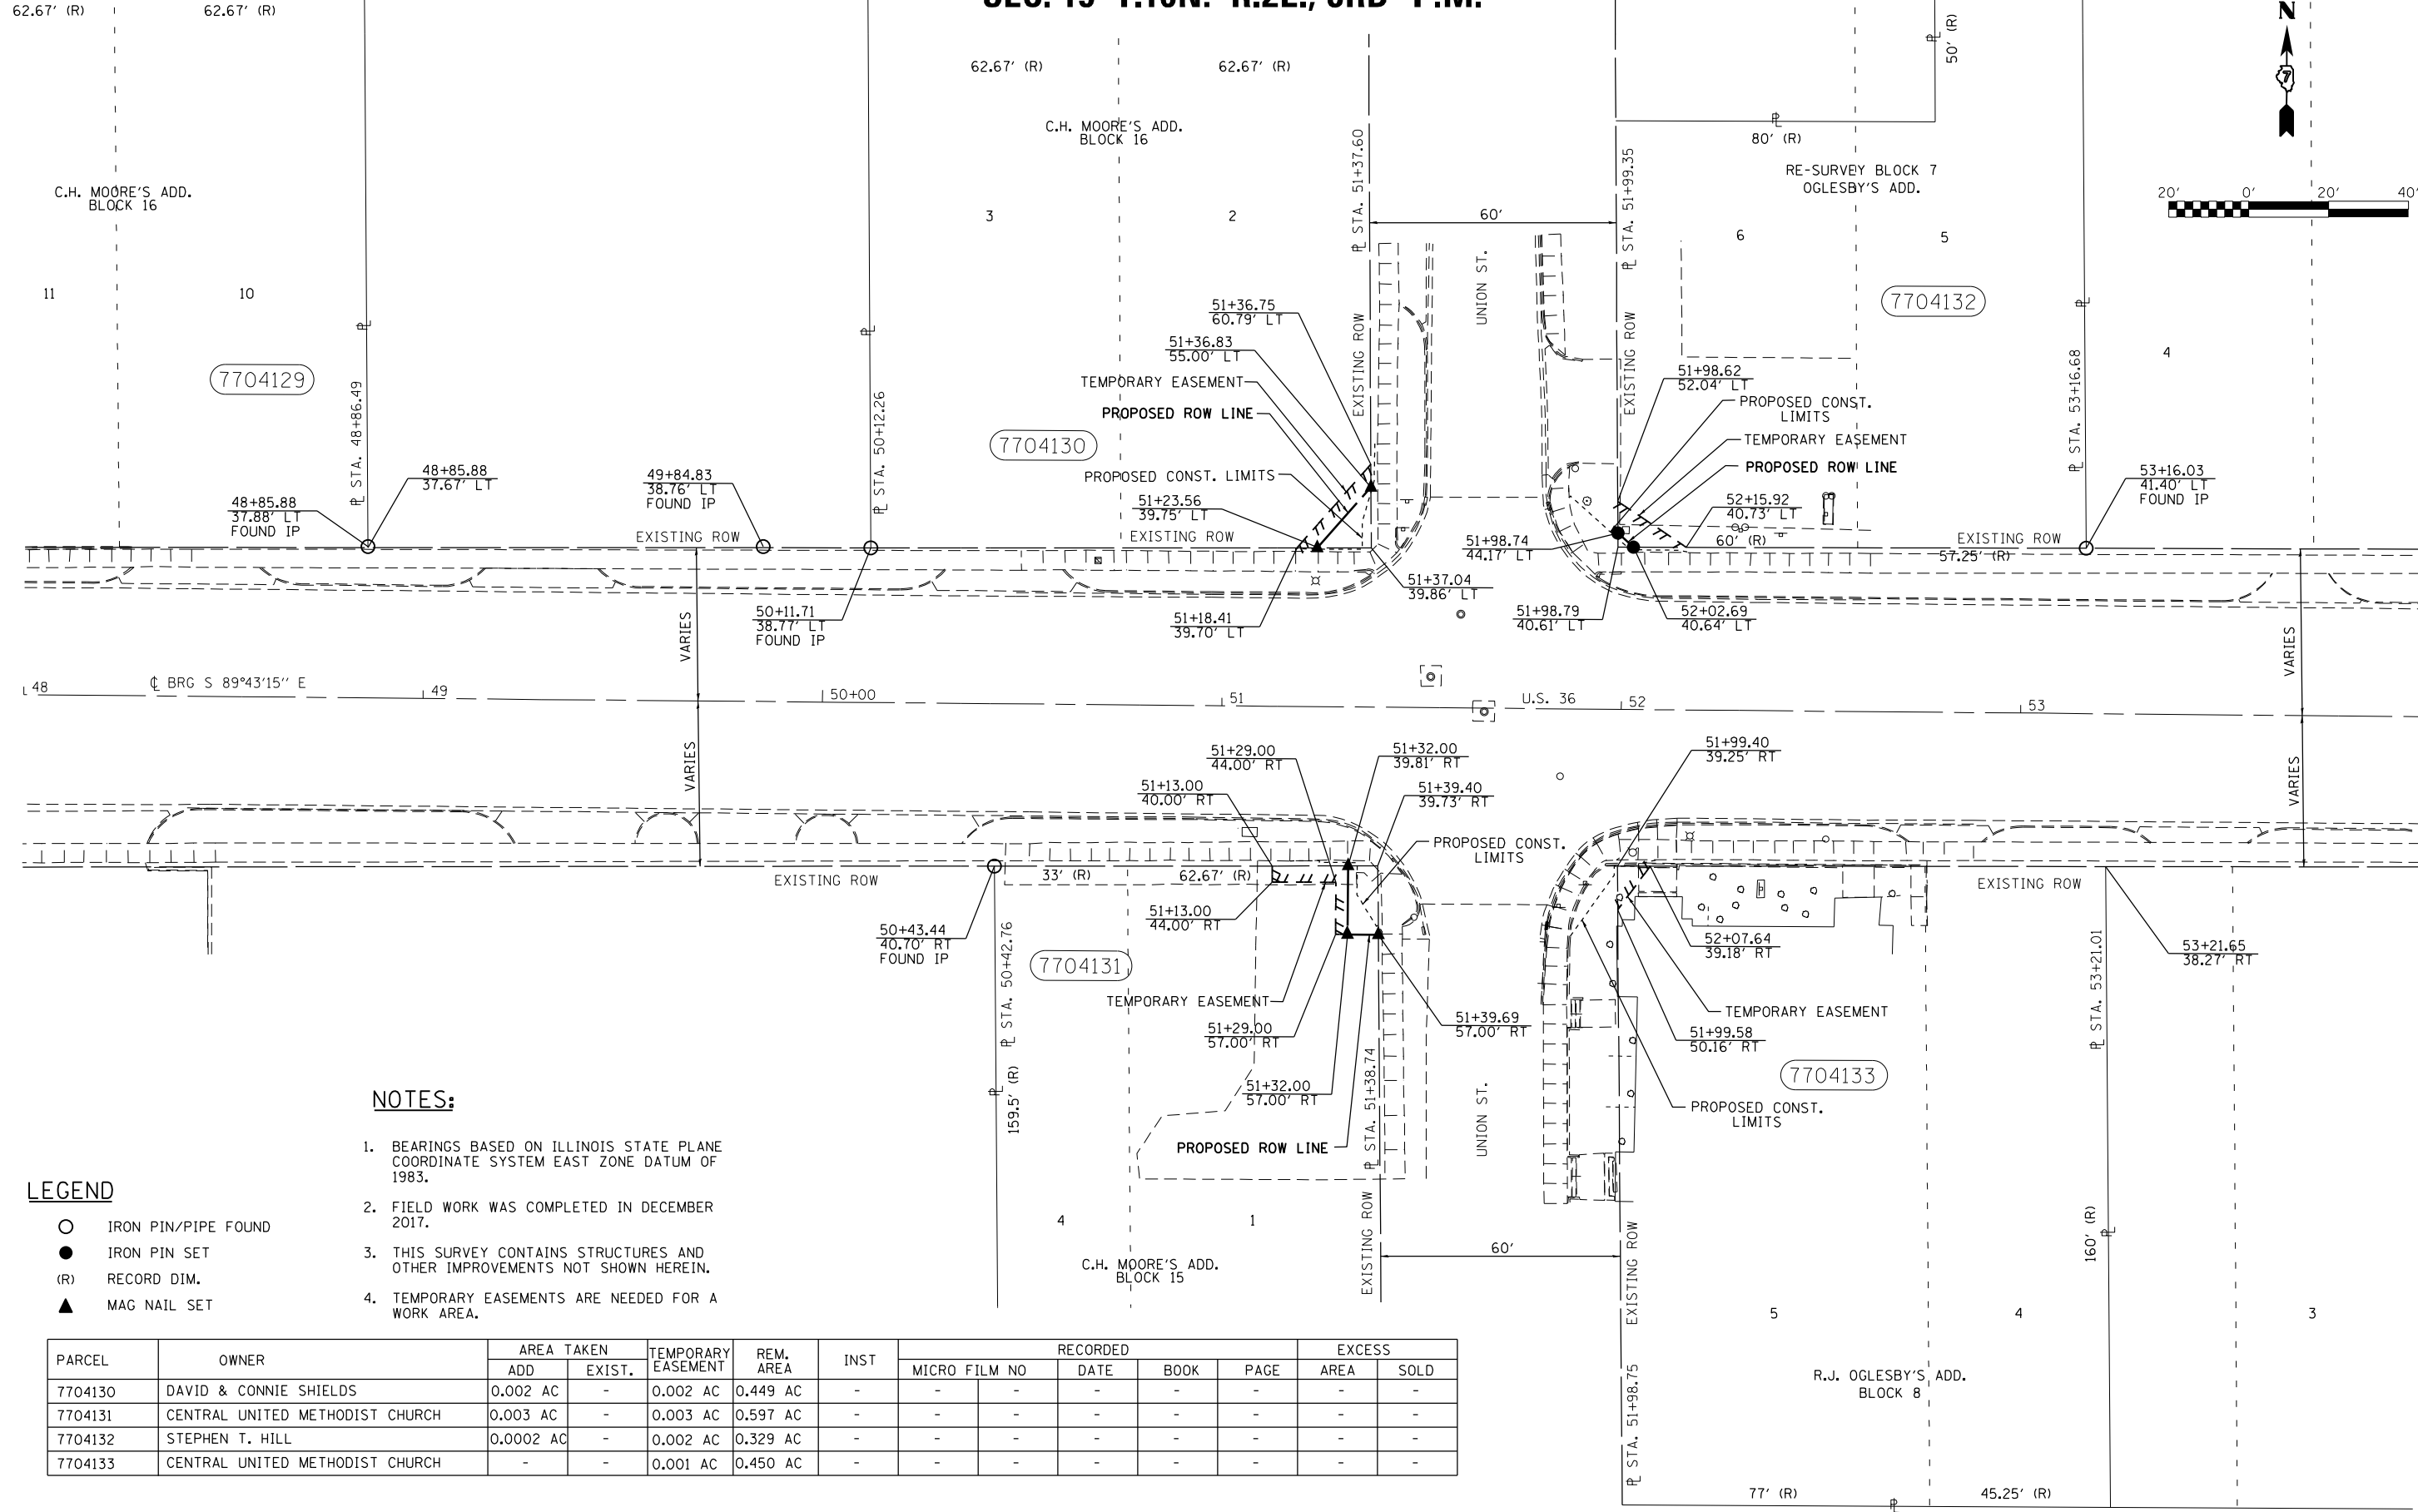 SEC. 19 T.16N. R.2E., 3RD P.M.
62.67' (R)
62.67' (R)
62.67' (R)
62.67' (R)
50' (R)
N
7
C.H. MOORE'S ADD.
BLOCK 16
80' (R)
RE-SURVEY BLOCK 7
OGLESBY'S ADD.
C.H. MOORE'S ADD.
BLOCK 16
20' 0' 20' 40'
3
2
60'
6
5
11
10
4
PL STA. 51+37.60
PL STA. 51+99.35
UNION ST.
7704132
51+36.75
60.79' LT
51+36.83
55.00' LT
TEMPORARY EASEMENT
PROPOSED ROW LINE
PROPOSED CONST. LIMITS
EXISTING ROW
EXISTING ROW
51+98.62
52.04' LT
PROPOSED CONST.
LIMITS
TEMPORARY EASEMENT
PROPOSED ROW LINE
7704129
7704130
PL STA. 48+86.49
PL STA. 50+12.26
PL STA. 53+16.68
48+85.88
37.67' LT
48+85.88
37.88' LT
FOUND IP
49+84.83
38.76' LT
FOUND IP
51+23.56
39.75' LT
52+15.92
40.73' LT
53+16.03
41.40' LT
FOUND IP
EXISTING ROW
EXISTING ROW
51+98.74
44.17' LT
60' (R)
EXISTING ROW
57.25' (R)
51+37.04
39.86' LT
50+11.71
38.77' LT
FOUND IP
51+18.41
39.70' LT
51+98.79
40.61' LT
52+02.69
40.64' LT
VARIES
VARIES
48
CL BRG S 89°43'15'' E
49
50+00
51
U.S. 36
52
53
VARIES
VARIES
51+29.00
44.00' RT
51+32.00
39.81' RT
51+99.40
39.25' RT
51+13.00
40.00' RT
51+39.40
39.73' RT
PROPOSED CONST.
LIMITS
EXISTING ROW
33' (R)
62.67' (R)
EXISTING ROW
50+43.44
40.70' RT
FOUND IP
51+13.00
44.00' RT
52+07.64
39.18' RT
53+21.65
38.27' RT
7704131
PL STA. 50+42.76
PL STA. 53+21.01
TEMPORARY EASEMENT
51+29.00
57.00' RT
51+39.69
57.00' RT
TEMPORARY EASEMENT
51+99.58
50.16' RT
7704133
51+32.00
57.00' RT
159.5' (R)
PL STA. 51+38.74
UNION ST.
PROPOSED CONST.
LIMITS
PROPOSED ROW LINE
4
1
C.H. MOORE'S ADD.
BLOCK 15
EXISTING ROW
60'
EXISTING ROW
160' (R)
5
4
3
R.J. OGLESBY'S ADD.
BLOCK 8
PL STA. 51+98.75
77' (R)
45.25' (R)
PL
NOTES:
1. BEARINGS BASED ON ILLINOIS STATE PLANE
COORDINATE SYSTEM EAST ZONE DATUM OF
1983.
2. FIELD WORK WAS COMPLETED IN DECEMBER
2017.
3. THIS SURVEY CONTAINS STRUCTURES AND
OTHER IMPROVEMENTS NOT SHOWN HEREIN.
4. TEMPORARY EASEMENTS ARE NEEDED FOR A
WORK AREA.
LEGEND
IRON PIN/PIPE FOUND
IRON PIN SET
(R) RECORD DIM.
MAG NAIL SET
PARCEL OWNER AREA TAKEN TEMPORARY EASEMENT REM. AREA INST RECORDED EXCESS
ADD EXIST. MICRO FILM NO DATE BOOK PAGE AREA SOLD
7704130 DAVID & CONNIE SHIELDS 0.002 AC - 0.002 AC 0.449 AC - - - - - - - -
7704131 CENTRAL UNITED METHODIST CHURCH 0.003 AC - 0.003 AC 0.597 AC - - - - - - - -
7704132 STEPHEN T. HILL 0.0002 AC - 0.002 AC 0.329 AC - - - - - - - -
7704133 CENTRAL UNITED METHODIST CHURCH - - 0.001 AC 0.450 AC - - - - - - - -